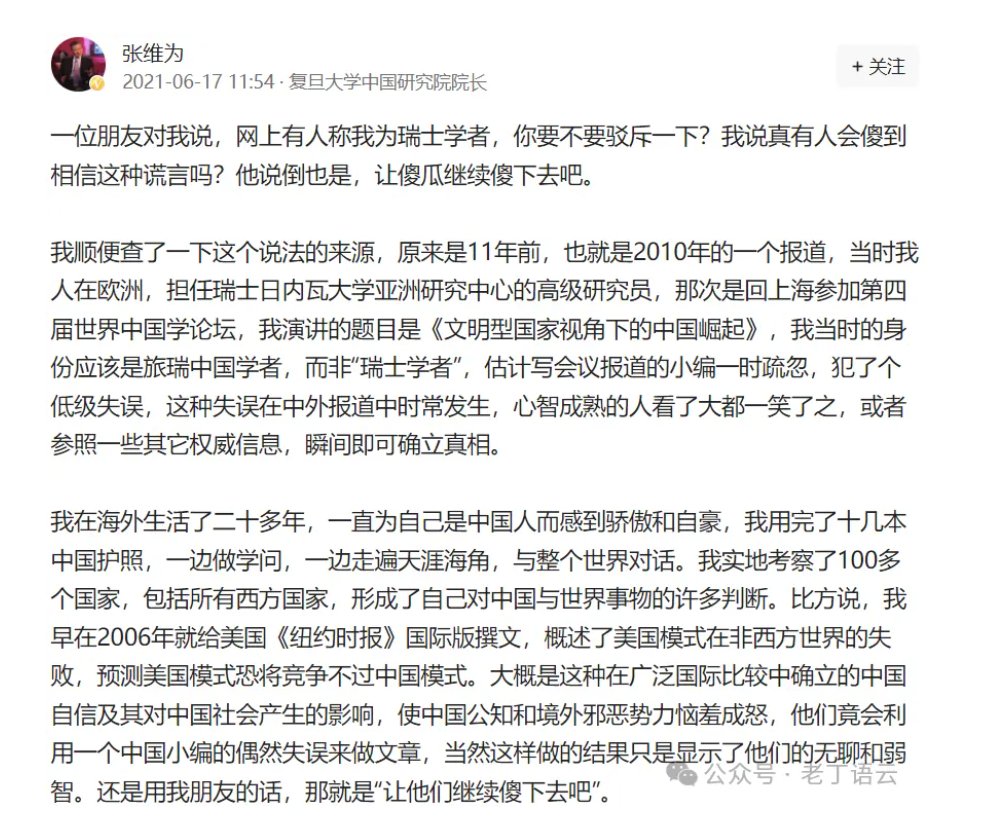 张维为
2021-06-17 11:54 · 复旦大学中国研究院院长
+ 关注
一位朋友对我说，网上有人称我为瑞士学者，你要不要驳斥一下？我说真有人会傻到
相信这种谎言吗？他说倒也是，让傻瓜继续傻下去吧。
我顺便查了一下这个说法的来源，原来是11年前，也就是2010年的一个报道，当时我
人在欧洲，担任瑞士日内瓦大学亚洲研究中心的高级研究员，那次是回上海参加第四
届世界中国学论坛，我演讲的题目是《文明型国家视角下的中国崛起》，我当时的身
份应该是旅瑞中国学者，而非“瑞士学者”，估计写会议报道的小编一时疏忽，犯了个
低级失误，这种失误在中外报道中时常发生，心智成熟的人看了大都一笑了之，或者
参照一些其它权威信息，瞬间即可确立真相。
我在海外生活了二十多年，一直为自己是中国人而感到骄傲和自豪，我用完了十几本
中国护照，一边做学问，一边走遍天涯海角，与整个世界对话。我实地考察了100多
个国家，包括所有西方国家，形成了自己对中国与世界事物的许多判断。比方说，我
早在2006年就给美国《纽约时报》国际版撰文，概述了美国模式在非西方世界的失
败，预测美国模式恐将竞争不过中国模式。大概是这种在广泛国际比较中确立的中国
自信及其对中国社会产生的影响，使中国公知和境外邪恶势力恼羞成怒，他们竟会利
用一个中国小编的偶然失误来做文章，当然这样做的结果只是显示了他们的无聊和弱
智。还是用我朋友的话，那就是“让他们继续傻下去吧”。
公众号 · 老丁语云